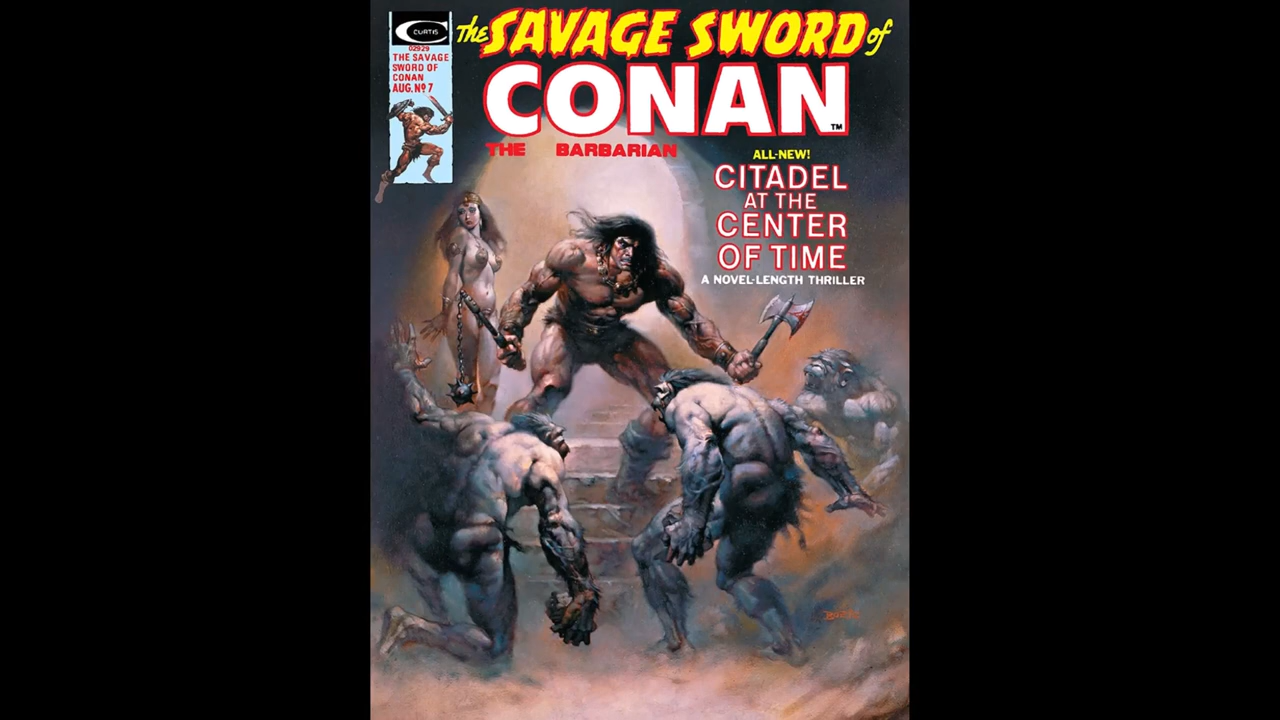 CURTIS
02929
THE SAVAGE
SWORD OF
CONAN
AUG. Nº 7
The SAVAGE SWORD of
CONAN
TM
THE BARBARIAN
ALL-NEW!
CITADEL
AT THE
CENTER
OF TIME
A NOVEL-LENGTH THRILLER